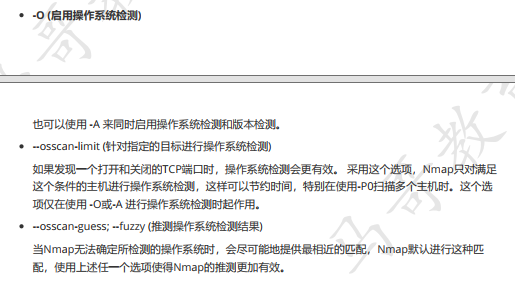 • -O (启用操作系统检测)
也可以使用 -A 来同时启用操作系统检测和版本检测。
• --osscan-limit (针对指定的目标进行操作系统检测)
如果发现一个打开和关闭的TCP端口时，操作系统检测会更有效。 采用这个选项，Nmap只对满足
这个条件的主机进行操作系统检测，这样可以节约时间，特别在使用-P0扫描多个主机时。这个选
项仅在使用 -O或-A 进行操作系统检测时起作用。
• --osscan-guess; --fuzzy (推测操作系统检测结果)
当Nmap无法确定所检测的操作系统时，会尽可能地提供最相近的匹配，Nmap默认进行这种匹
配，使用上述任一个选项使得Nmap的推测更加有效。
哥教
马哥教